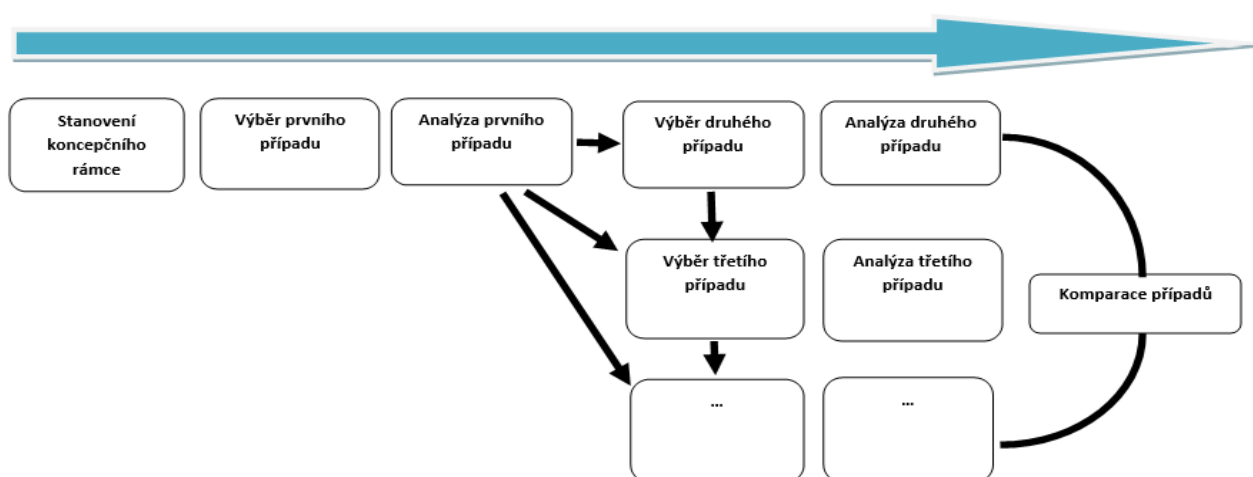 Stanovení
koncepčního
rámce
Výběr prvního
případu
Analýza prvního
případu
Výběr druhého
případu
Analýza druhého
případu
Výběr třetího
případu
Analýza třetího
případu
Komparace případů
...
...